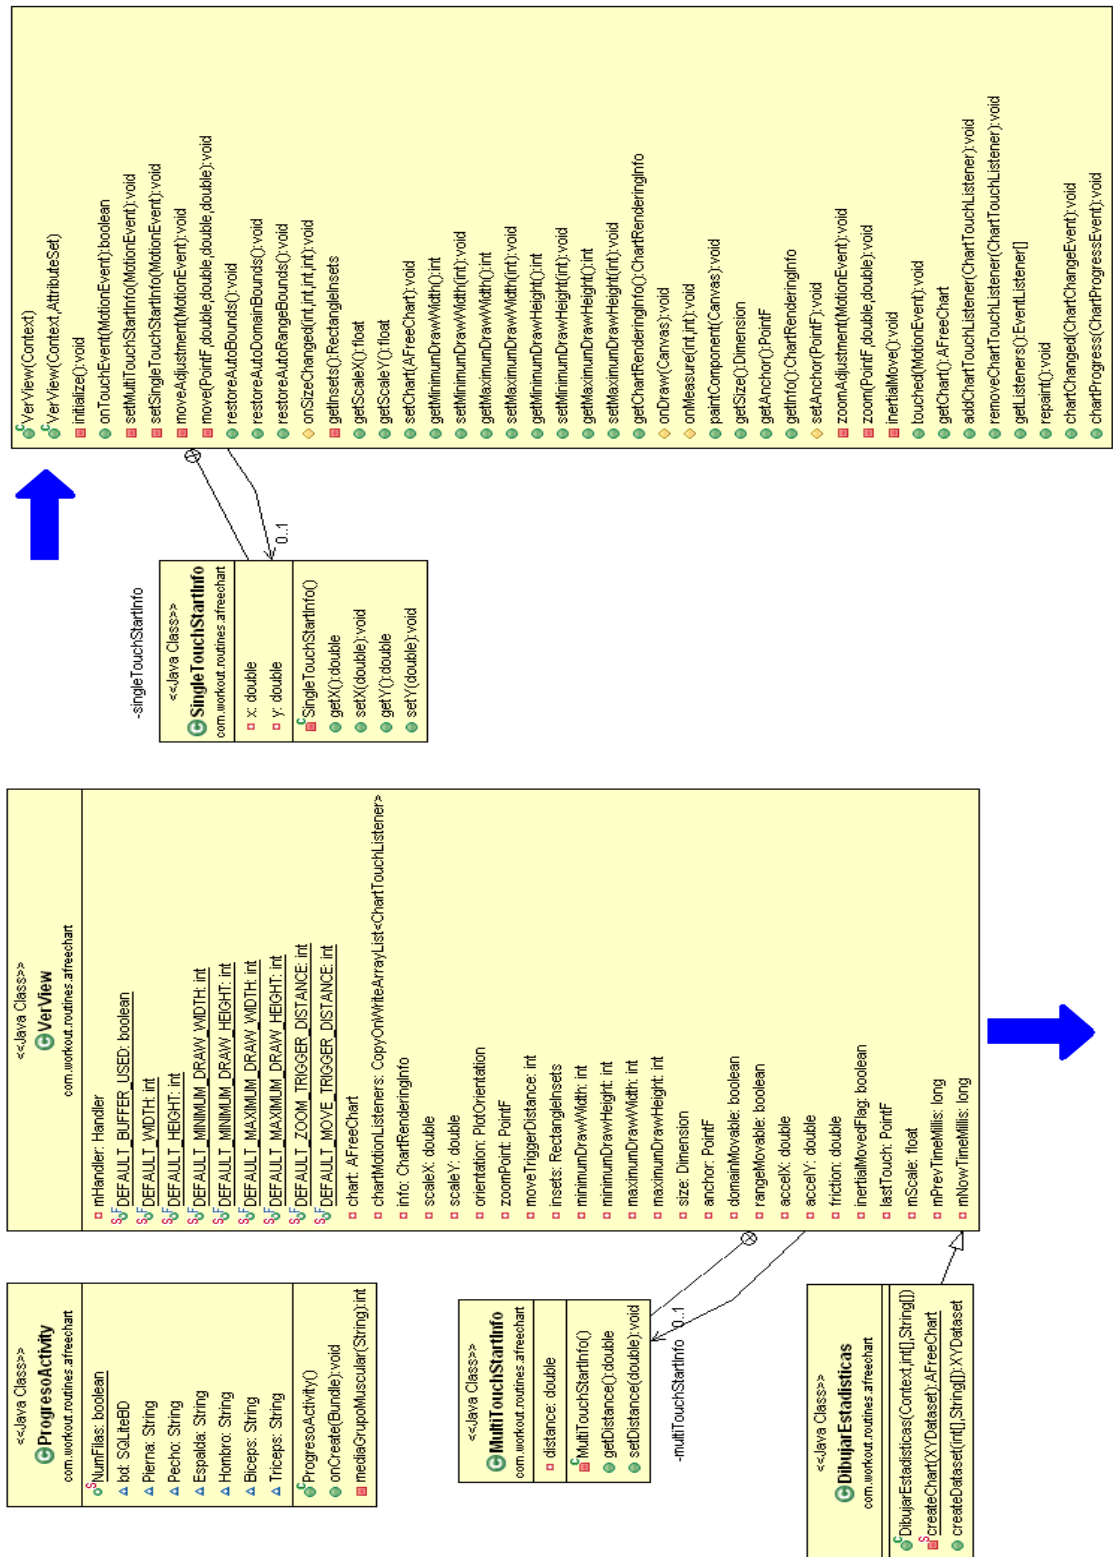 <<Java Class>>
ProgresoActivity
com.workout.routines.afreechart
NumFilas: boolean
bd: SQLiteBD
Pierna: String
Pecho: String
Espalda: String
Hombro: String
Biceps: String
Triceps: String
ProgresoActivity()
onCreate(Bundle):void
mediaGrupoMuscular(String):int
<<Java Class>>
MultiTouchStartInfo
com.workout.routines.afreechart
distance: double
MultiTouchStartInfo()
getDistance():double
setDistance(double):void
-multiTouchStartInfo
0..1
<<Java Class>>
DibujarEstadisticas
com.workout.routines.afreechart
DibujarEstadisticas(Context,int[],String[])
createChart(XYDataset):AFreeChart
createDataset(int[],String[]):XYDataset
<<Java Class>>
VerView
com.workout.routines.afreechart
mHandler: Handler
DEFAULT_BUFFER_USED: boolean
DEFAULT_WIDTH: int
DEFAULT_HEIGHT: int
DEFAULT_MINIMUM_DRAW_WIDTH: int
DEFAULT_MINIMUM_DRAW_HEIGHT: int
DEFAULT_MAXIMUM_DRAW_WIDTH: int
DEFAULT_MAXIMUM_DRAW_HEIGHT: int
DEFAULT_ZOOM_TRIGGER_DISTANCE: int
DEFAULT_MOVE_TRIGGER_DISTANCE: int
chart: AFreeChart
chartMotionListeners: CopyOnWriteArrayList<ChartTouchListener>
info: ChartRenderingInfo
scaleX: double
scaleY: double
orientation: PlotOrientation
zoomPoint: PointF
moveTriggerDistance: int
insets: RectangleInsets
minimumDrawWidth: int
minimumDrawHeight: int
maximumDrawWidth: int
maximumDrawHeight: int
size: Dimension
anchor: PointF
domainMovable: boolean
rangeMovable: boolean
accelX: double
accelY: double
friction: double
inertialMovedFlag: boolean
lastTouch: PointF
mScale: float
mPrevTimeMillis: long
mNowTimeMillis: long
-singleTouchStartInfo
<<Java Class>>
SingleTouchStartInfo
com.workout.routines.afreechart
x: double
y: double
SingleTouchStartInfo()
getX():double
setX(double):void
getY():double
setY(double):void
0..1
VerView(Context)
VerView(Context,AttributeSet)
initialize():void
onTouchEvent(MotionEvent):boolean
setMultiTouchStartInfo(MotionEvent):void
setSingleTouchStartInfo(MotionEvent):void
moveAdjustment(MotionEvent):void
move(PointF,double,double,double,double):void
restoreAutoBounds():void
restoreAutoDomainBounds():void
restoreAutoRangeBounds():void
onSizeChanged(int,int,int,int):void
getInsets():RectangleInsets
getScaleX():float
getScaleY():float
setChart(AFreeChart):void
getMinimumDrawWidth():int
setMinimumDrawWidth(int):void
getMaximumDrawWidth():int
setMaximumDrawWidth(int):void
getMinimumDrawHeight():int
setMinimumDrawHeight(int):void
getMaximumDrawHeight():int
setMaximumDrawHeight(int):void
getChartRenderingInfo():ChartRenderingInfo
onDraw(Canvas):void
onMeasure(int,int):void
paintComponent(Canvas):void
getSize():Dimension
getAnchor():PointF
getInfo():ChartRenderingInfo
setAnchor(PointF):void
zoomAdjustment(MotionEvent):void
zoom(PointF,double,double):void
inertialMove():void
touched(MotionEvent):void
getChart():AFreeChart
addChartTouchListener(ChartTouchListener):void
removeChartTouchListener(ChartTouchListener):void
getListeners():EventListener[]
repaint():void
chartChanged(ChartChangeEvent):void
chartProgress(ChartProgressEvent):void